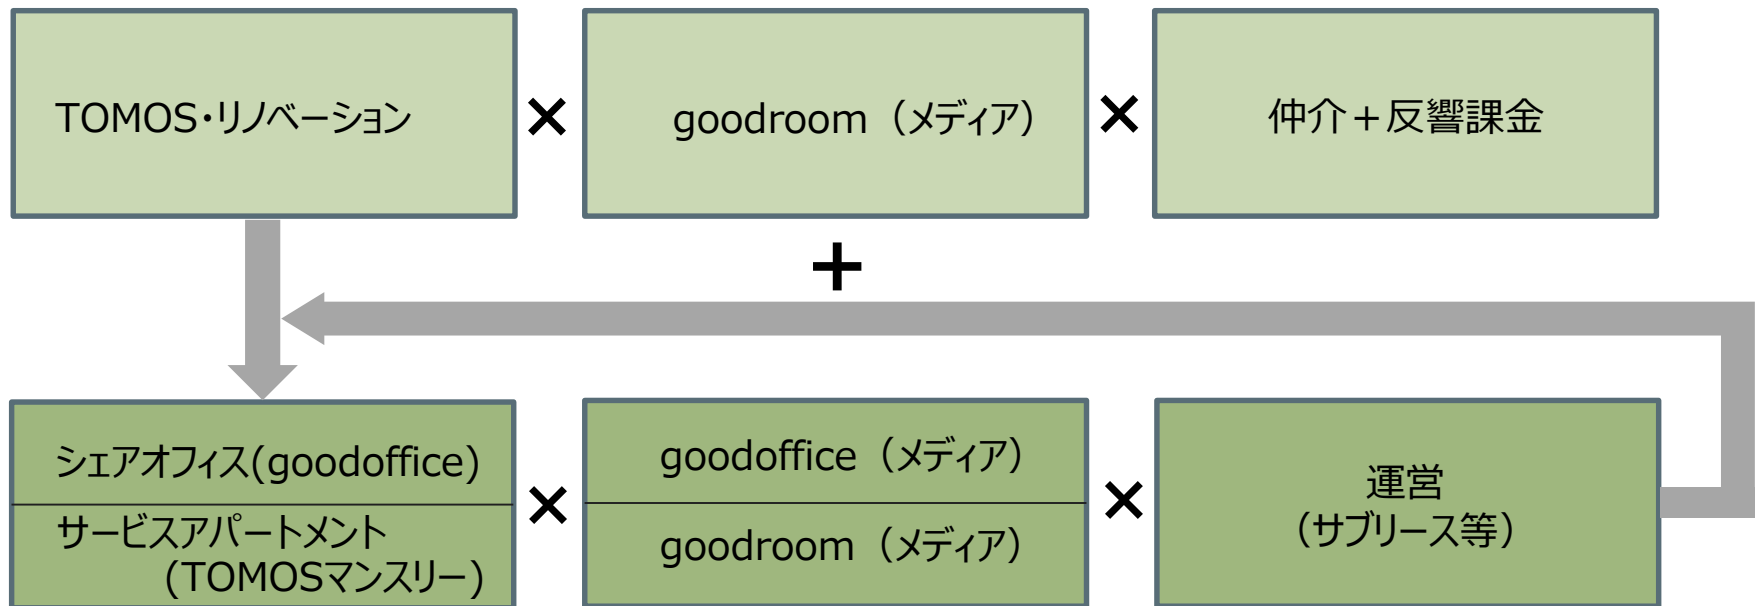 TOMOS・リノベーション
×
goodroom（メディア）
×
仲介＋反響課金
＋
シェアオフィス(goodoffice)
サービスアパートメント
(TOMOSマンスリー)
×
goodoffice（メディア）
goodroom（メディア）
×
運営
（サブリース等）